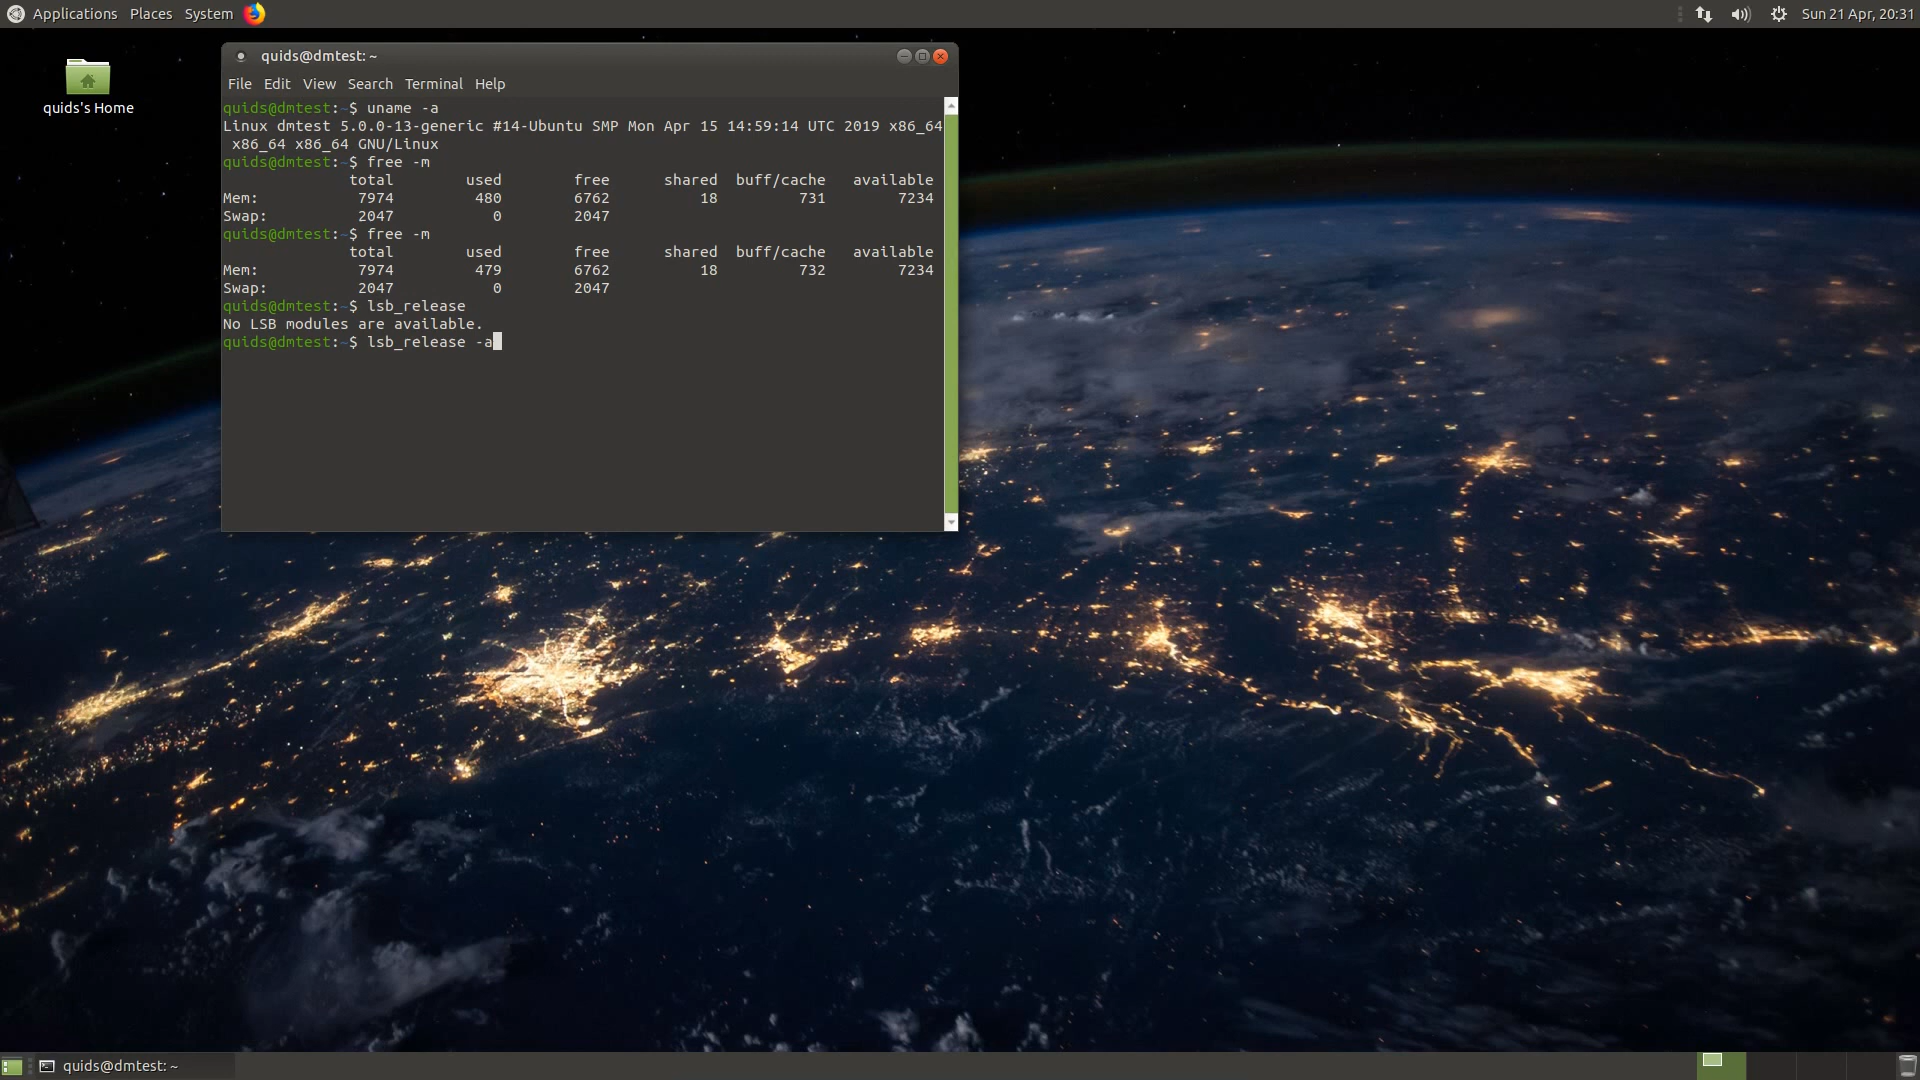 Applications Places System Sun 21 Apr, 20:31
quids's Home
quids@dmtest: ~
File Edit View Search Terminal Help
quids@dmtest:~$ uname -a
Linux dmtest 5.0.0-13-generic #14-Ubuntu SMP Mon Apr 15 14:59:14 UTC 2019 x86_64
 x86_64 x86_64 GNU/Linux
quids@dmtest:~$ free -m
              total        used        free      shared  buff/cache   available
Mem:           7974         480        6762          18         731        7234
Swap:          2047           0        2047
quids@dmtest:~$ free -m
              total        used        free      shared  buff/cache   available
Mem:           7974         479        6762          18         732        7234
Swap:          2047           0        2047
quids@dmtest:~$ lsb_release
No LSB modules are available.
quids@dmtest:~$ lsb_release -a
quids@dmtest: ~